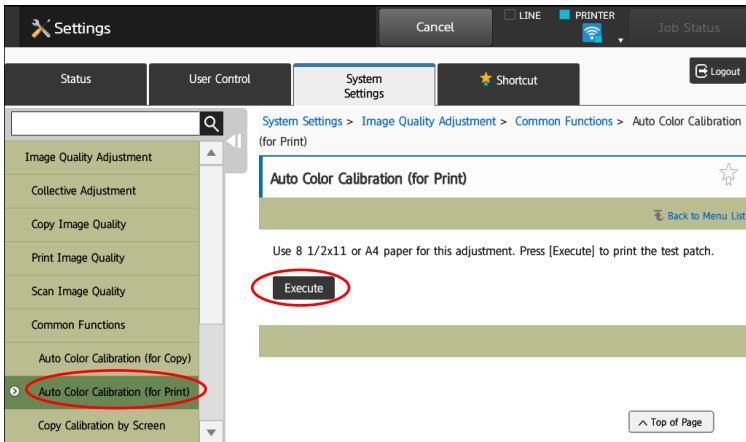 Settings
Cancel
LINE
PRINTER
Job Status
Status
User Control
System
Settings
Shortcut
Logout
System Settings > Image Quality Adjustment > Common Functions > Auto Color Calibration
(for Print)
Image Quality Adjustment
Collective Adjustment
Copy Image Quality
Print Image Quality
Scan Image Quality
Common Functions
Auto Color Calibration (for Copy)
Auto Color Calibration (for Print)
Copy Calibration by Screen
Auto Color Calibration (for Print)
Back to Menu List
Use 8 1/2x11 or A4 paper for this adjustment. Press [Execute] to print the test patch.
Execute
Top of Page